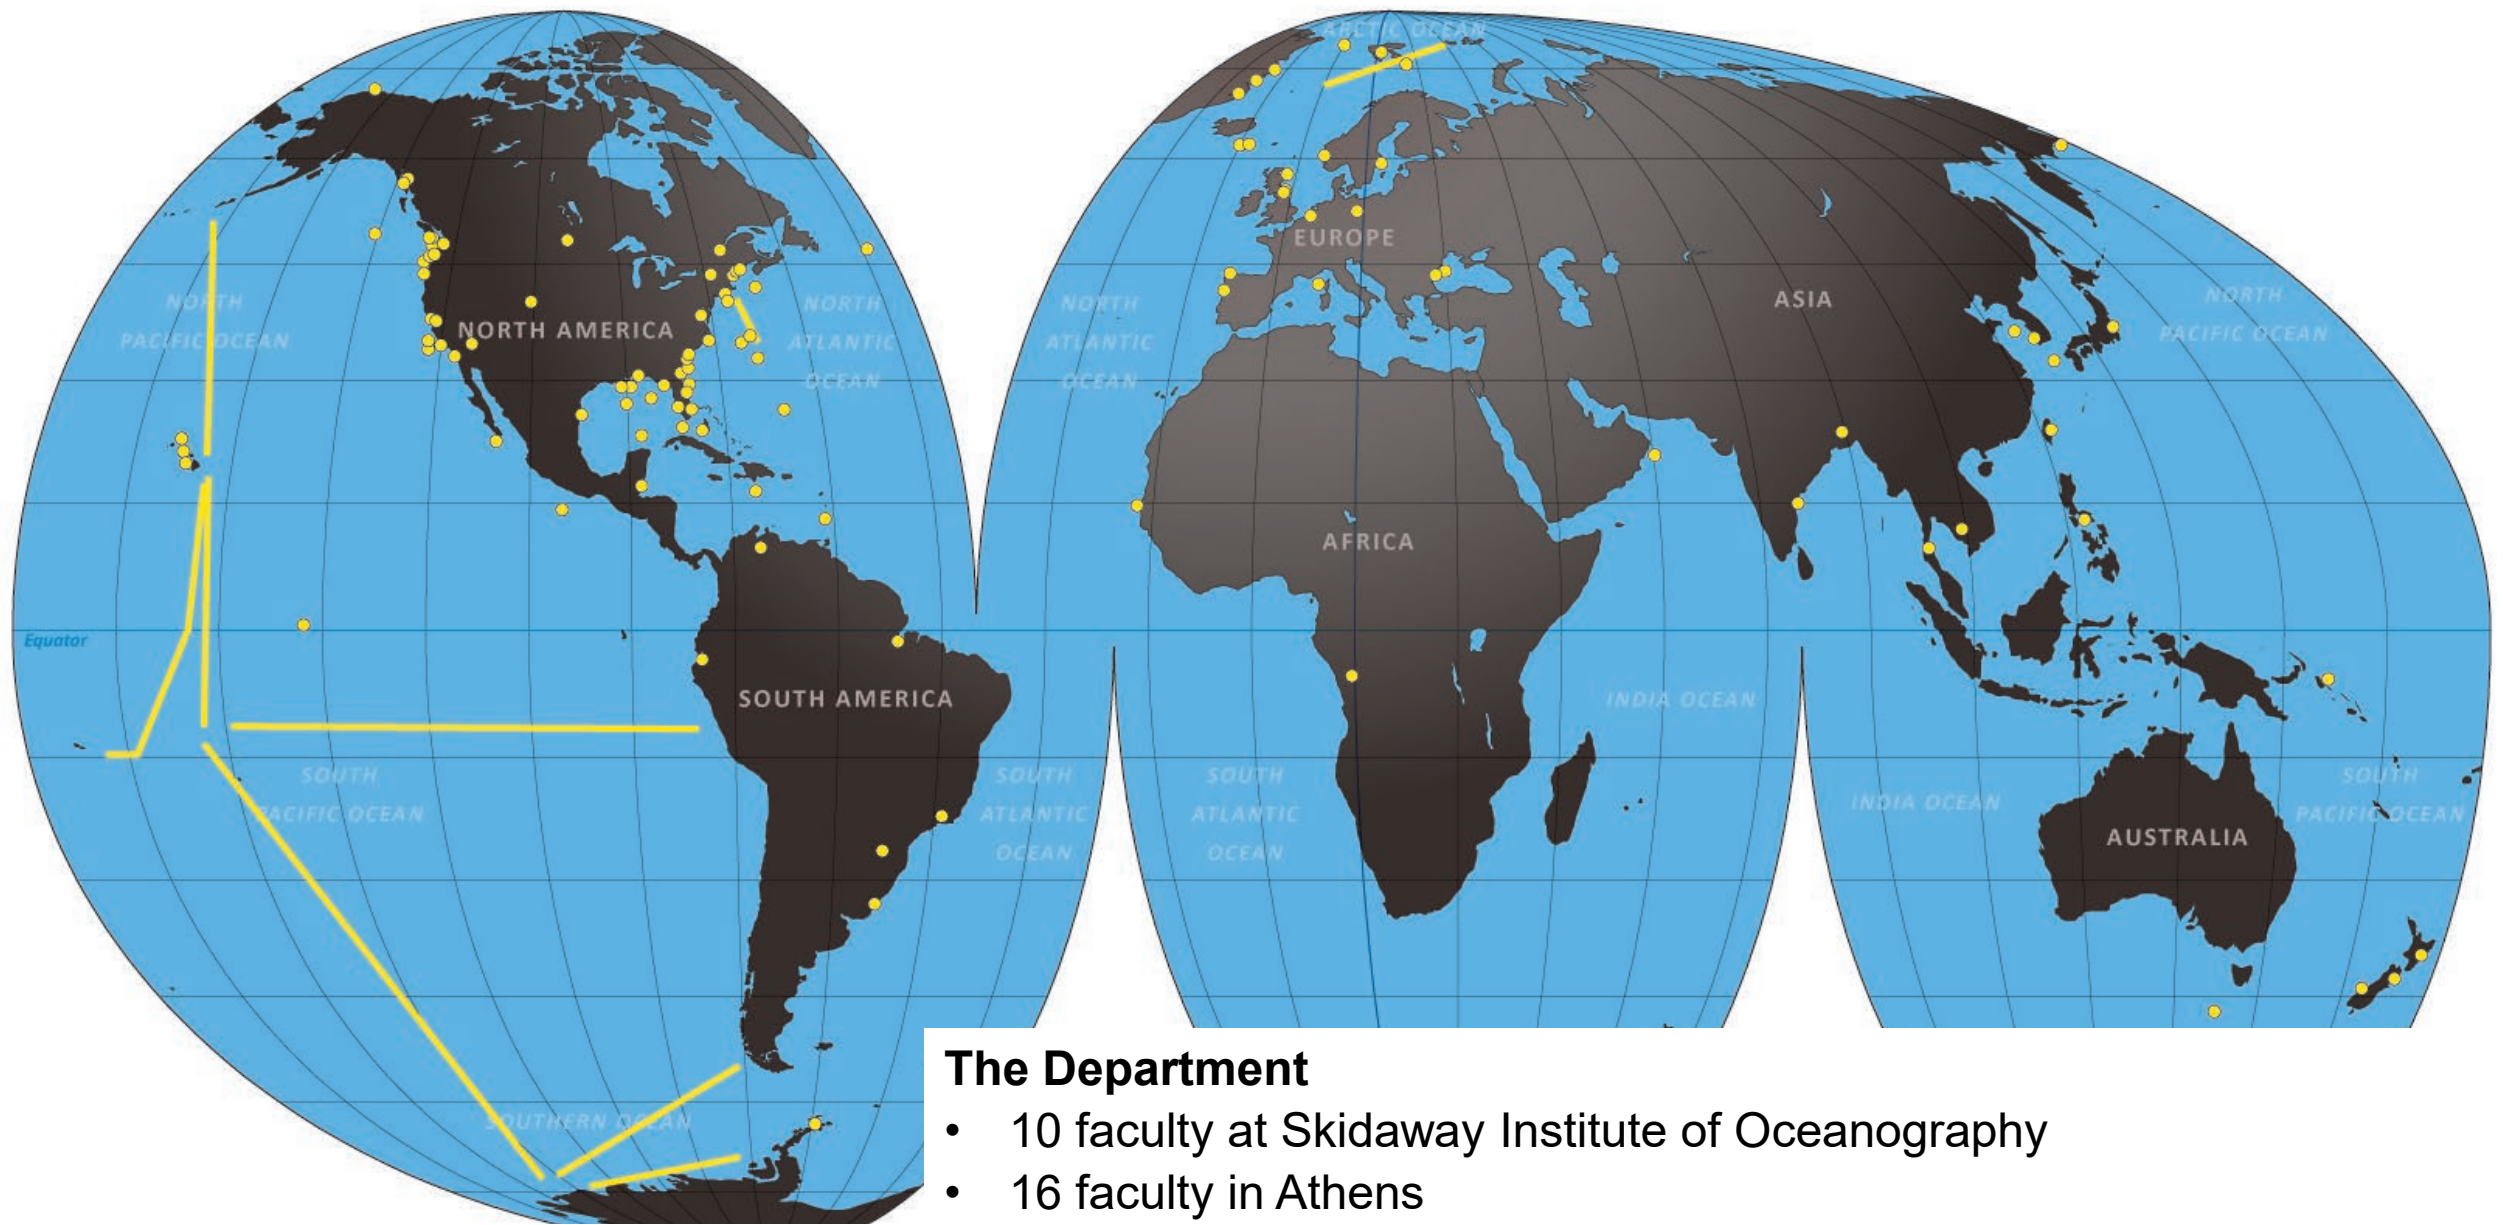 ARCTIC OCEAN
EUROPE
NORTH
PACIFIC OCEAN
NORTH AMERICA
NORTH
ATLANTIC
OCEAN
NORTH
ATLANTIC
OCEAN
ASIA
NORTH
PACIFIC OCEAN
AFRICA
Equator
SOUTH AMERICA
INDIA OCEAN
SOUTH
PACIFIC OCEAN
SOUTH
ATLANTIC
OCEAN
SOUTH
ATLANTIC
OCEAN
INDIA OCEAN
AUSTRALIA
SOUTH
PACIFIC OCEAN
SOUTHERN OCEAN
The Department
• 10 faculty at Skidaway Institute of Oceanography
• 16 faculty in Athens